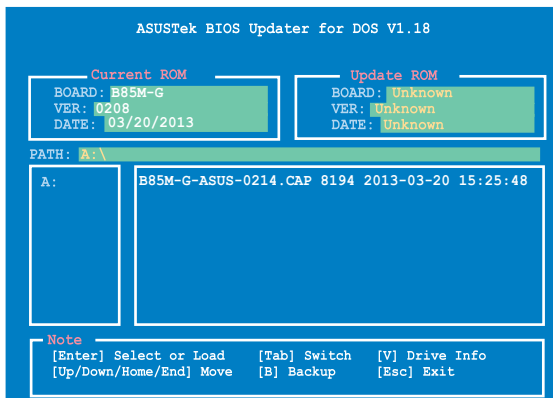 ASUSTek BIOS Updater for DOS V1.18
Current ROM
BOARD: B85M-G
VER: 0208
DATE: 03/20/2013
Update ROM
BOARD: Unknown
VER: Unknown
DATE: Unknown
PATH: A:\
A:
B85M-G-ASUS-0214.CAP 8194 2013-03-20 15:25:48
Note
[Enter] Select or Load [Tab] Switch [V] Drive Info
[Up/Down/Home/End] Move [B] Backup [Esc] Exit